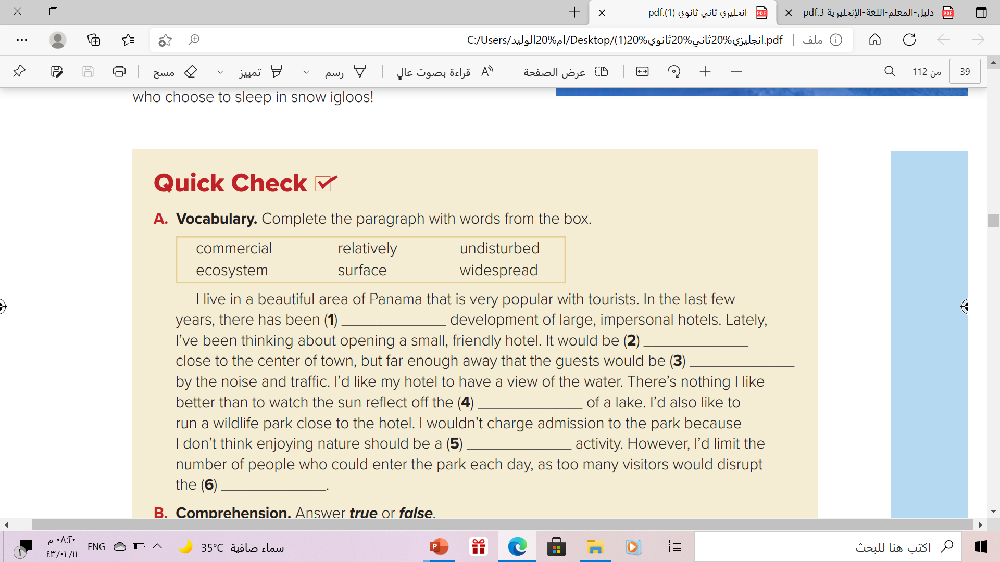 انجليزي ثاني ثانوي (1).pdf
دليل-المعلم-اللغة-الإنجليزية 3.pdf
C:/Users/ام%20الوليد/Desktop/انجليزي%20ثاني%20ثانوي%20(1).pdf
ملف
39
من 112
عرض الصفحة
قراءة بصوت عالٍ
رسم
تمييز
مسح
who choose to sleep in snow igloos!
Quick Check
A. Vocabulary. Complete the paragraph with words from the box.
commercial relatively undisturbed
ecosystem surface widespread
I live in a beautiful area of Panama that is very popular with tourists. In the last few
years, there has been (1) _____________ development of large, impersonal hotels. Lately,
I’ve been thinking about opening a small, friendly hotel. It would be (2) _____________
close to the center of town, but far enough away that the guests would be (3) _____________
by the noise and traffic. I’d like my hotel to have a view of the water. There’s nothing I like
better than to watch the sun reflect off the (4) _____________ of a lake. I’d also like to
run a wildlife park close to the hotel. I wouldn’t charge admission to the park because
I don’t think enjoying nature should be a (5) _____________ activity. However, I’d limit the
number of people who could enter the park each day, as too many visitors would disrupt
the (6) _____________.
B. Comprehension. Answer true or false.
اكتب هنا للبحث
35°C سماء صافية
ENG
٠٨:٢٠ م
٤٣/٠٢/١١
١